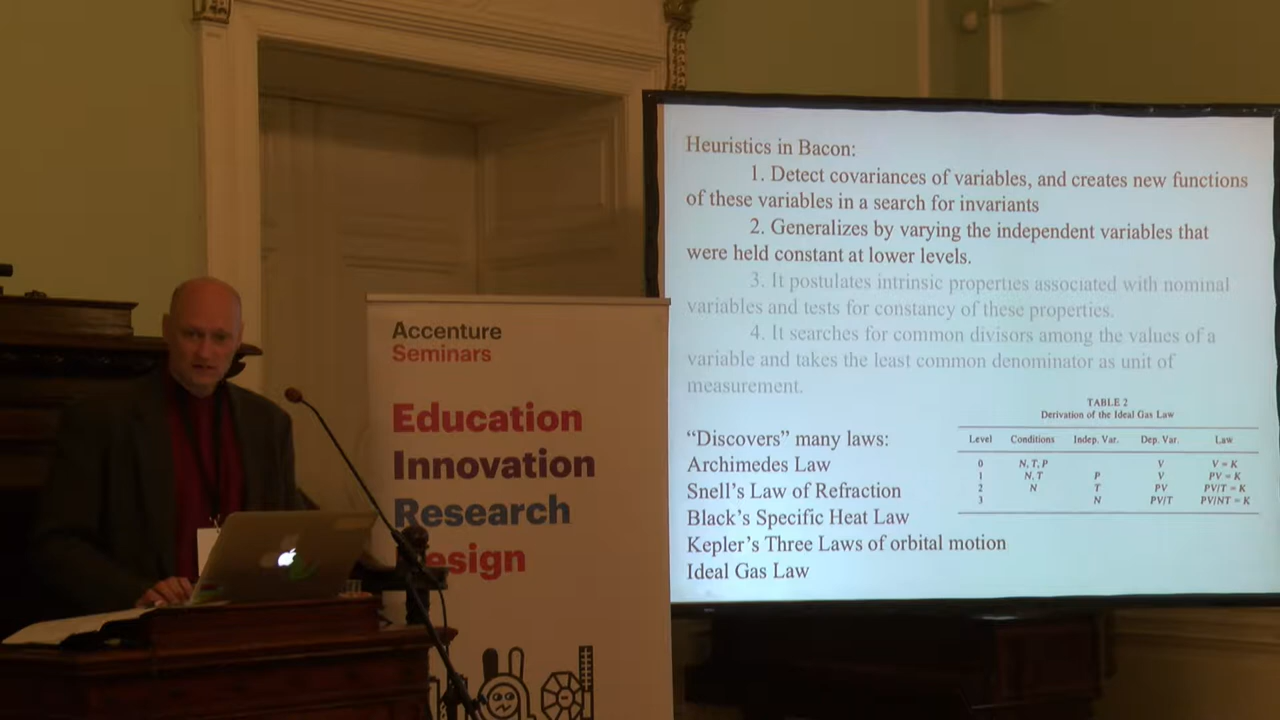 Heuristics in Bacon:
1. Detect covariances of variables, and creates new functions
of these variables in a search for invariants
2. Generalizes by varying the independent variables that
were held constant at lower levels.
3. It postulates intrinsic properties associated with nominal
variables and tests for constancy of these properties.
4. It searches for common divisors among the values of a
variable and takes the least common denominator as unit of
measurement.
"Discovers" many laws:
Archimedes Law
Snell's Law of Refraction
Black's Specific Heat Law
Kepler's Three Laws of orbital motion
Ideal Gas Law
TABLE 2
Derivation of the Ideal Gas Law
Level Conditions Indep. Var. Dep. Var. Law
0 N, T, P V V = K
1 N, T P V PV = K
2 N T PV PV/T = K
3 N PV/T PV/NT = K
Accenture
Seminars
Education
Innovation
Research
esign